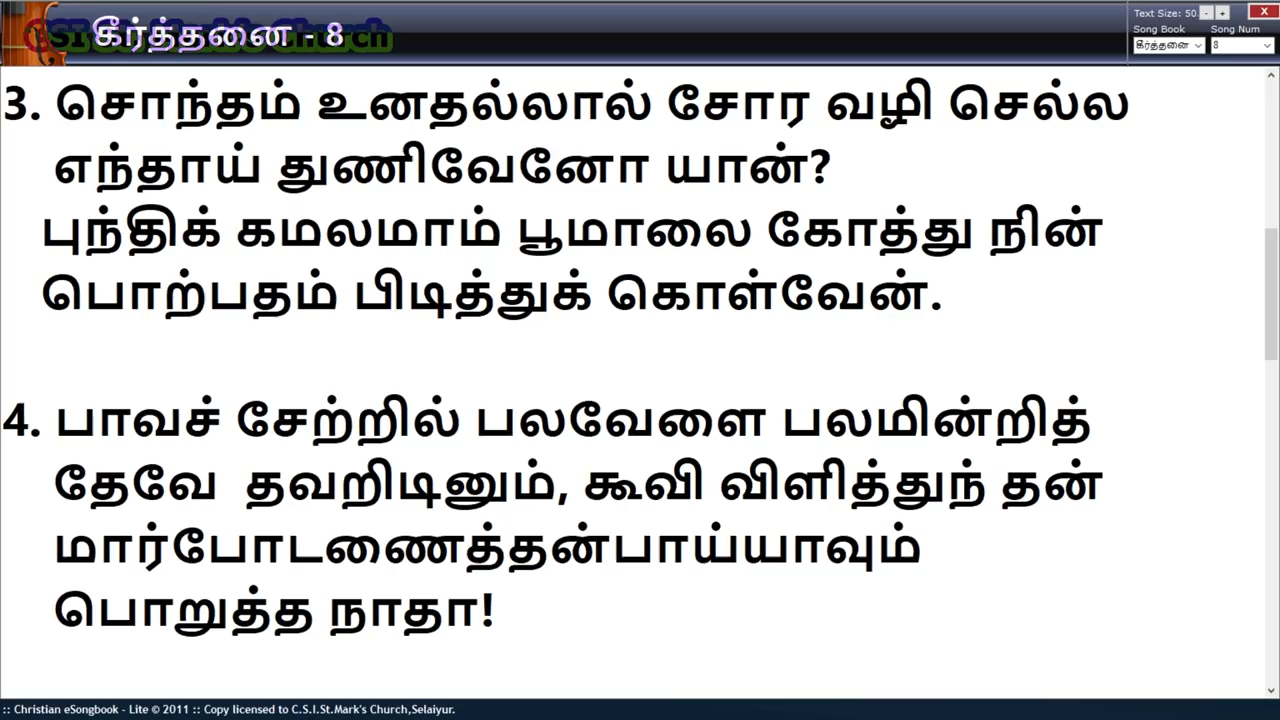 கீர்த்தனை - 8
Text Size: 50.
- +
X
Song Book
Song Num
கீர்த்தனை
8
3. சொந்தம் உனதல்லால் சோர வழி செல்ல
எந்தாய் துணிவேனோ யான்?
புந்திக் கமலமாம் பூமாலை கோத்து நின்
பொற்பதம் பிடித்துக் கொள்வேன்.
4. பாவச் சேற்றில் பலவேளை பலமின்றித்
தேவே தவறிடினும், கூவி விளித்துந் தன்
மார்போடணைத்தன்பாய்யாவும்
பொறுத்த நாதா!
:: Christian eSongbook - Lite © 2011 :: Copy licensed to C.S.I.St.Mark's Church,Selaiyur.